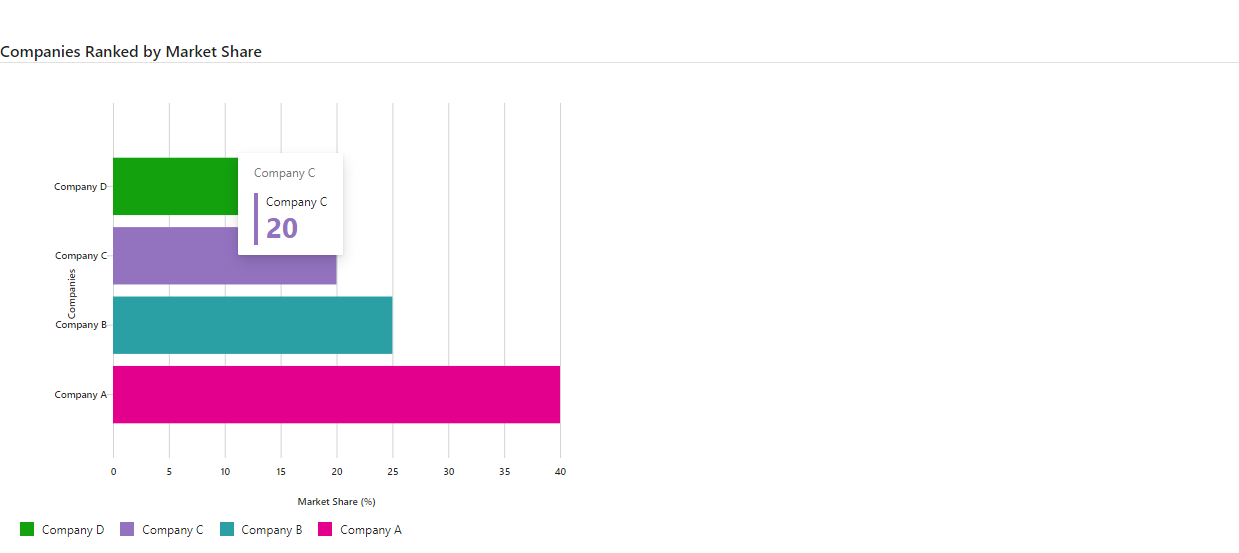 Companies Ranked by Market Share
Company D
Company C
Company C
20
Company C
Companies
Company B
Company A
0 5 10 15 20 25 30 35 40
Market Share (%)
Company D Company C Company B Company A